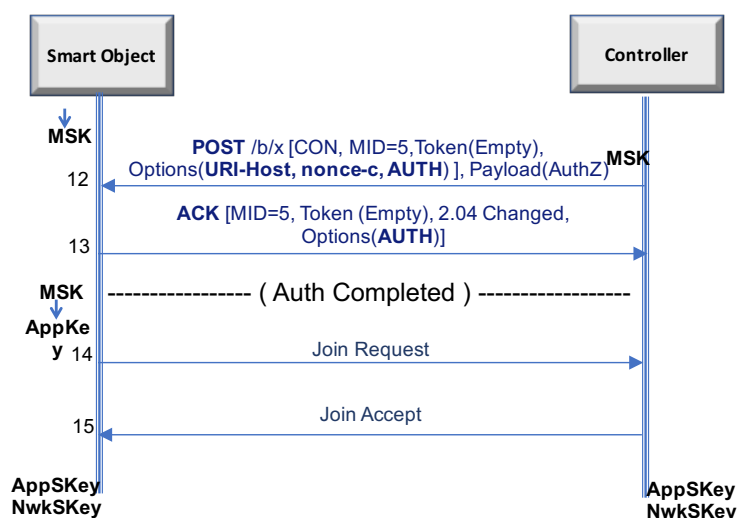 Smart Object
Controller
MSK
POST /b/x [CON, MID=5,Token(Empty),
Options(URI-Host, nonce-c, AUTH) ], Payload(AuthZ)
MSK
12
ACK [MID=5, Token (Empty), 2.04 Changed,
Options(AUTH)]
13
MSK
----------------- ( Auth Completed ) ------------------
AppKe
y
14
Join Request
Join Accept
15
AppSKey
NwkSKey
AppSKey
NwkSKey